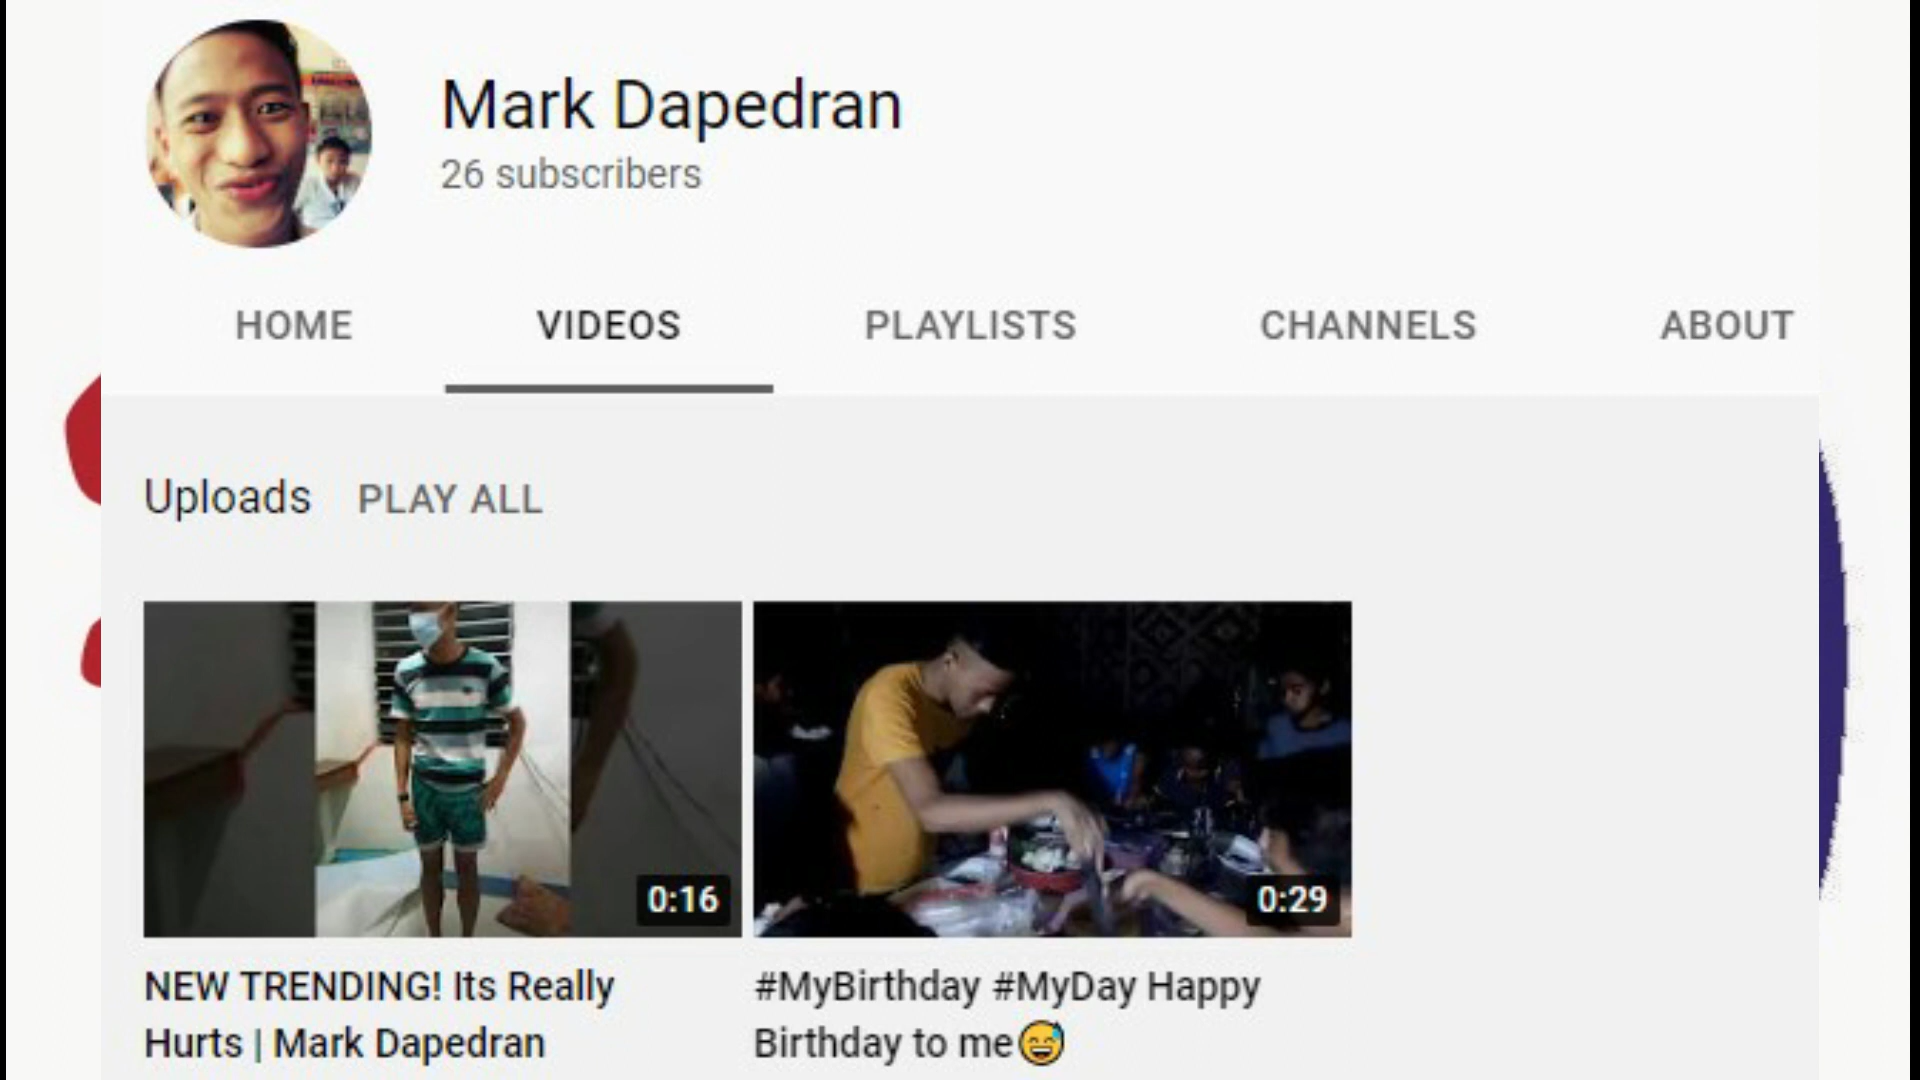 Mark Dapedran
26 subscribers
HOME VIDEOS PLAYLISTS CHANNELS ABOUT
Uploads PLAY ALL
0:16 0:29
NEW TRENDING! Its Really
Hurts | Mark Dapedran
#MyBirthday #MyDay Happy
Birthday to me😅